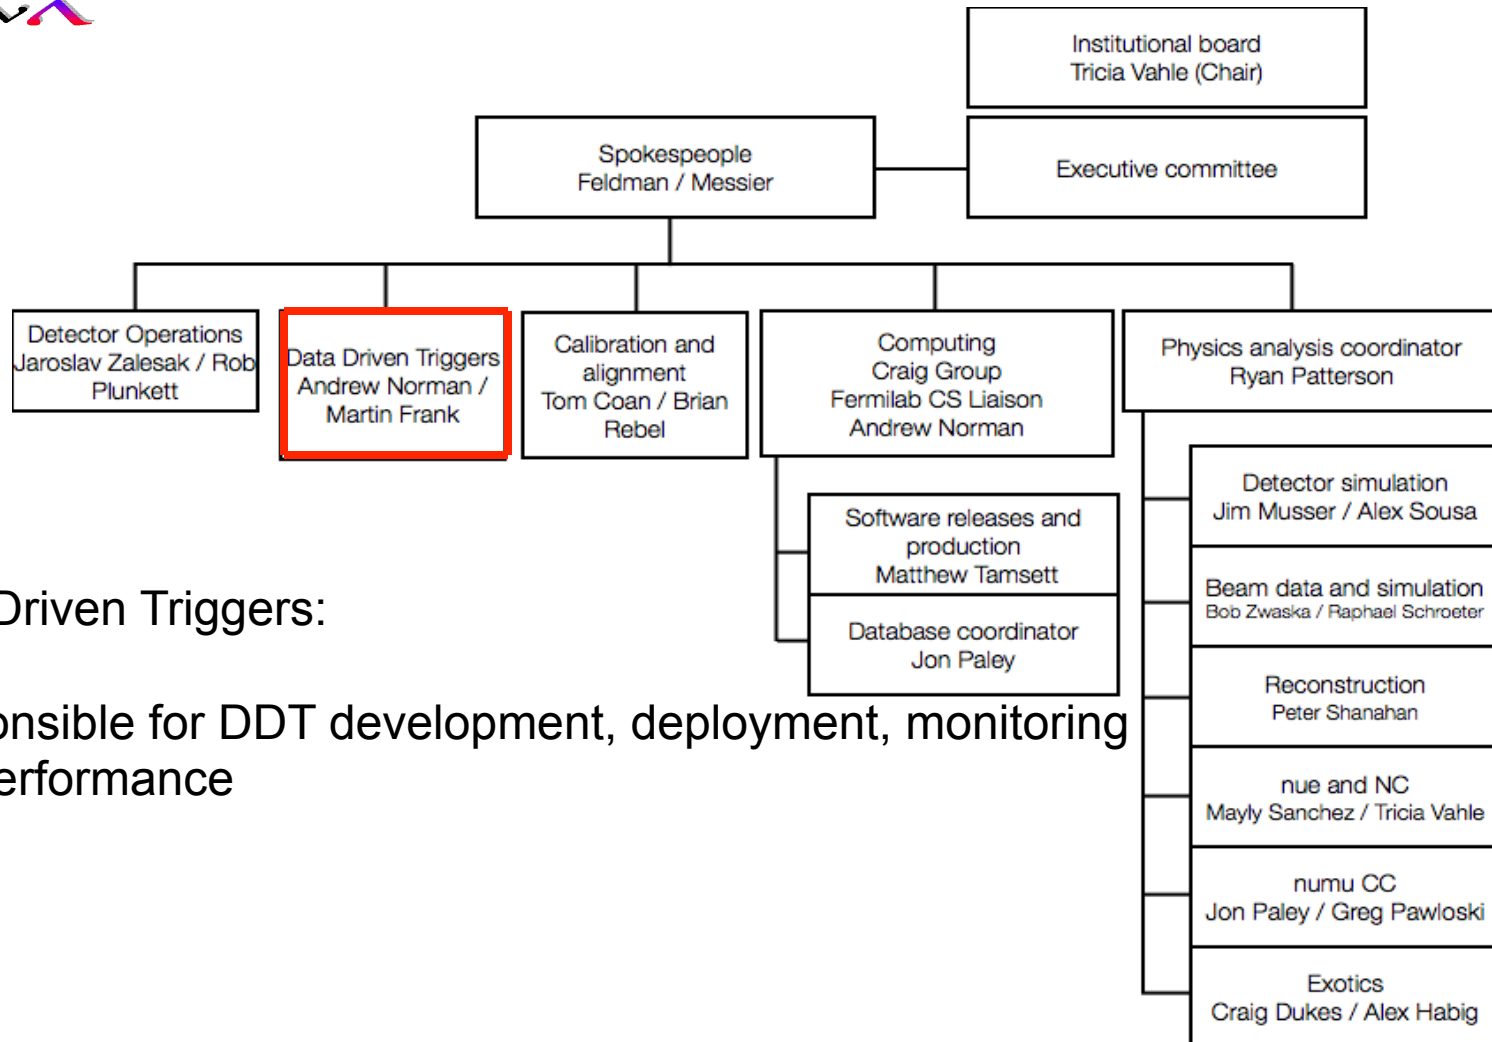 Institutional board
Tricia Vahle (Chair)
Spokespeople
Feldman / Messier
Executive committee
Detector Operations
Jaroslav Zalesak / Rob
Plunkett
Data Driven Triggers
Andrew Norman /
Martin Frank
Calibration and
alignment
Tom Coan / Brian
Rebel
Computing
Craig Group
Fermilab CS Liaison
Andrew Norman
Physics analysis coordinator
Ryan Patterson
Software releases and
production
Matthew Tamsett
Database coordinator
Jon Paley
Detector simulation
Jim Musser / Alex Sousa
Beam data and simulation
Bob Zwaska / Raphael Schroeter
Reconstruction
Peter Shanahan
nue and NC
Mayly Sanchez / Tricia Vahle
numu CC
Jon Paley / Greg Pawloski
Exotics
Craig Dukes / Alex Habig
Driven Triggers:
onsible for DDT development, deployment, monitoring
erformance